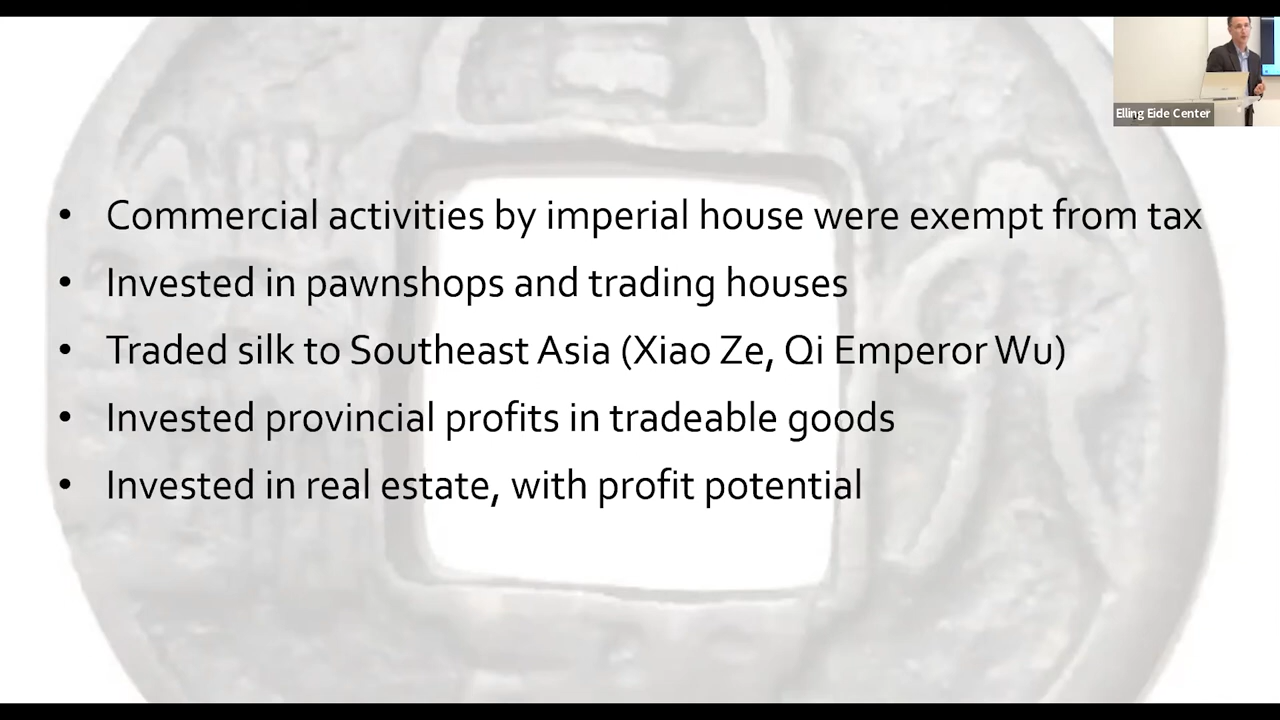 Elling Eide Center
• Commercial activities by imperial house were exempt from tax
• Invested in pawnshops and trading houses
• Traded silk to Southeast Asia (Xiao Ze, Qi Emperor Wu)
• Invested provincial profits in tradeable goods
• Invested in real estate, with profit potential